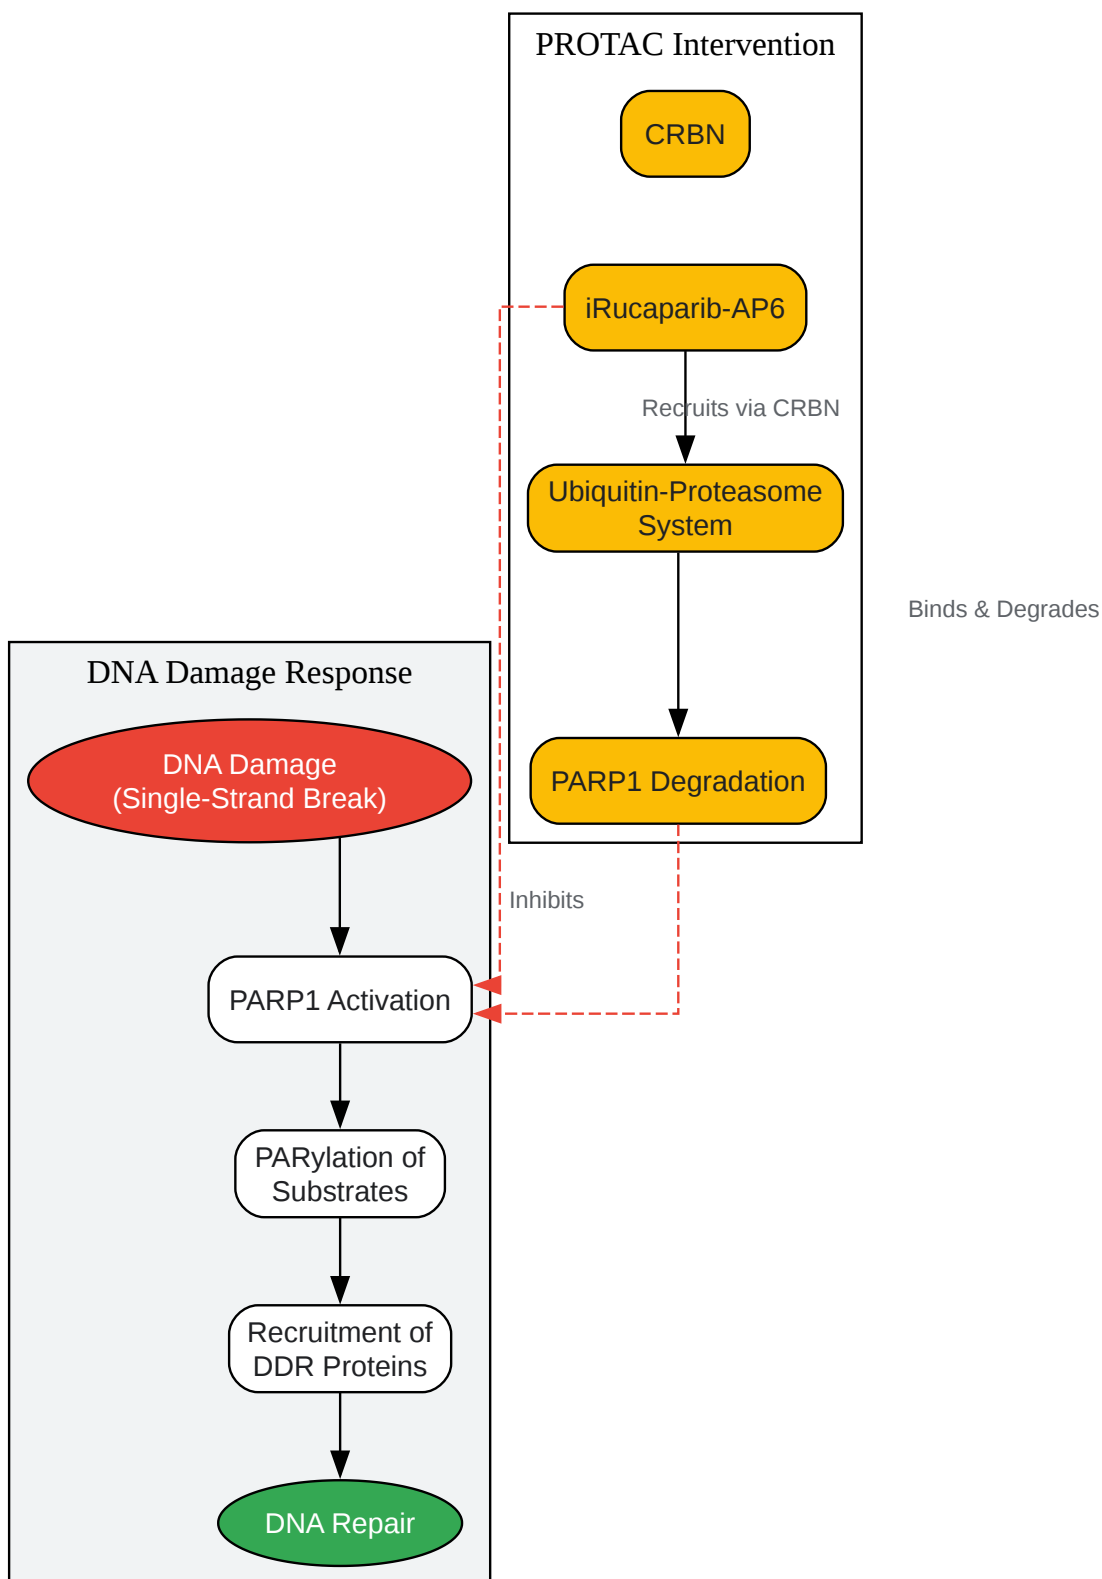 PROTAC Intervention
CRBN
iRucaparib-AP6
Recruits via CRBN
Ubiquitin-Proteasome
System
Binds & Degrades
PARP1 Degradation
Inhibits
DNA Damage Response
DNA Damage
(Single-Strand Break)
PARP1 Activation
PARylation of
Substrates
Recruitment of
DDR Proteins
DNA Repair